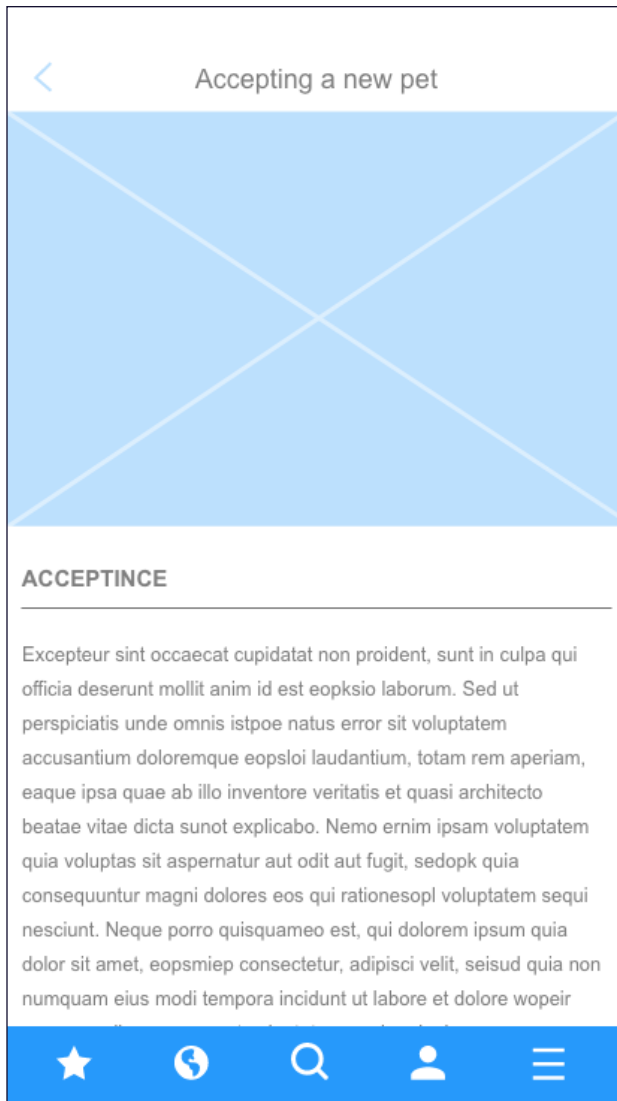 Accepting a new pet
ACCEPTINCE
Excepteur sint occaecat cupidatat non proident, sunt in culpa qui
officia deserunt mollit anim id est eopksio laborum. Sed ut
perspiciatis unde omnis istpoe natus error sit voluptatem
accusantium doloremque eopsloi laudantium, totam rem aperiam,
eaque ipsa quae ab illo inventore veritatis et quasi architecto
beatae vitae dicta sunot explicabo. Nemo ernim ipsam voluptatem
quia voluptas sit aspernatur aut odit aut fugit, sedopk quia
consequuntur magni dolores eos qui rationesopl voluptatem sequi
nesciunt. Neque porro quisquameo est, qui dolorem ipsum quia
dolor sit amet, eopsmiep consectetur, adipisci velit, seisud quia non
numquam eius modi tempora incidunt ut labore et dolore wopeir